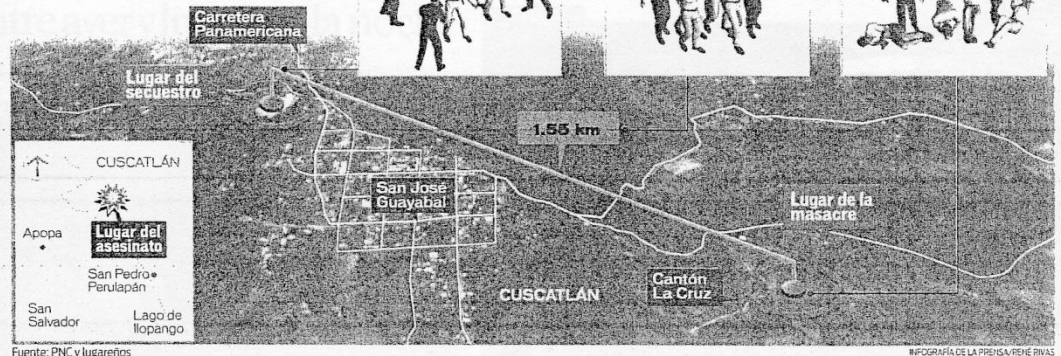 Carretera
Panamericana
Lugar del
secuestro
1.55 km
CUSCATLÁN
San José
Guayabal
Lugar de la
masacre
Apopa
Lugar del
asesinato
San Pedro
Perulapán
Cantón
La Cruz
CUSCATLÁN
San
Salvador
Lago de
Ilopango
Fuente: PNC y lugareños
INFOGRAFÍA DE LA PRENSA/RENÉ RIVAS